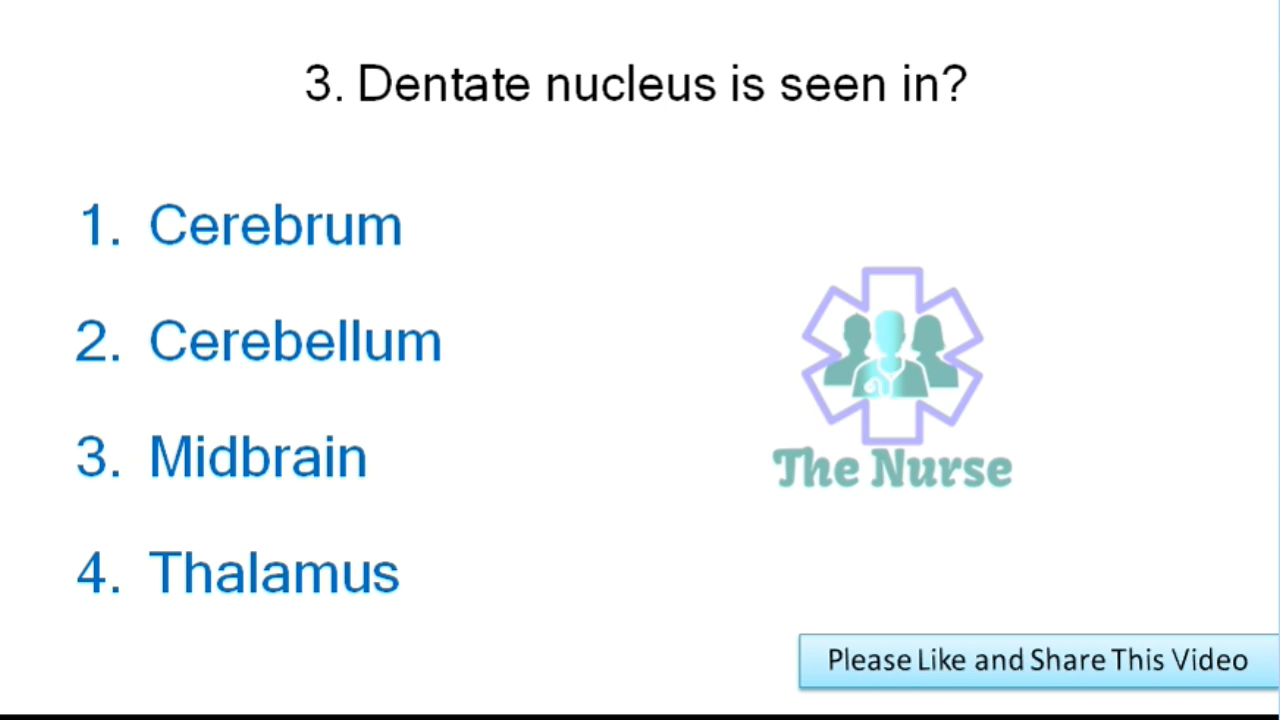 3. Dentate nucleus is seen in?
1. Cerebrum
2. Cerebellum
3. Midbrain
4. Thalamus
The Nurse
Please Like and Share This Video